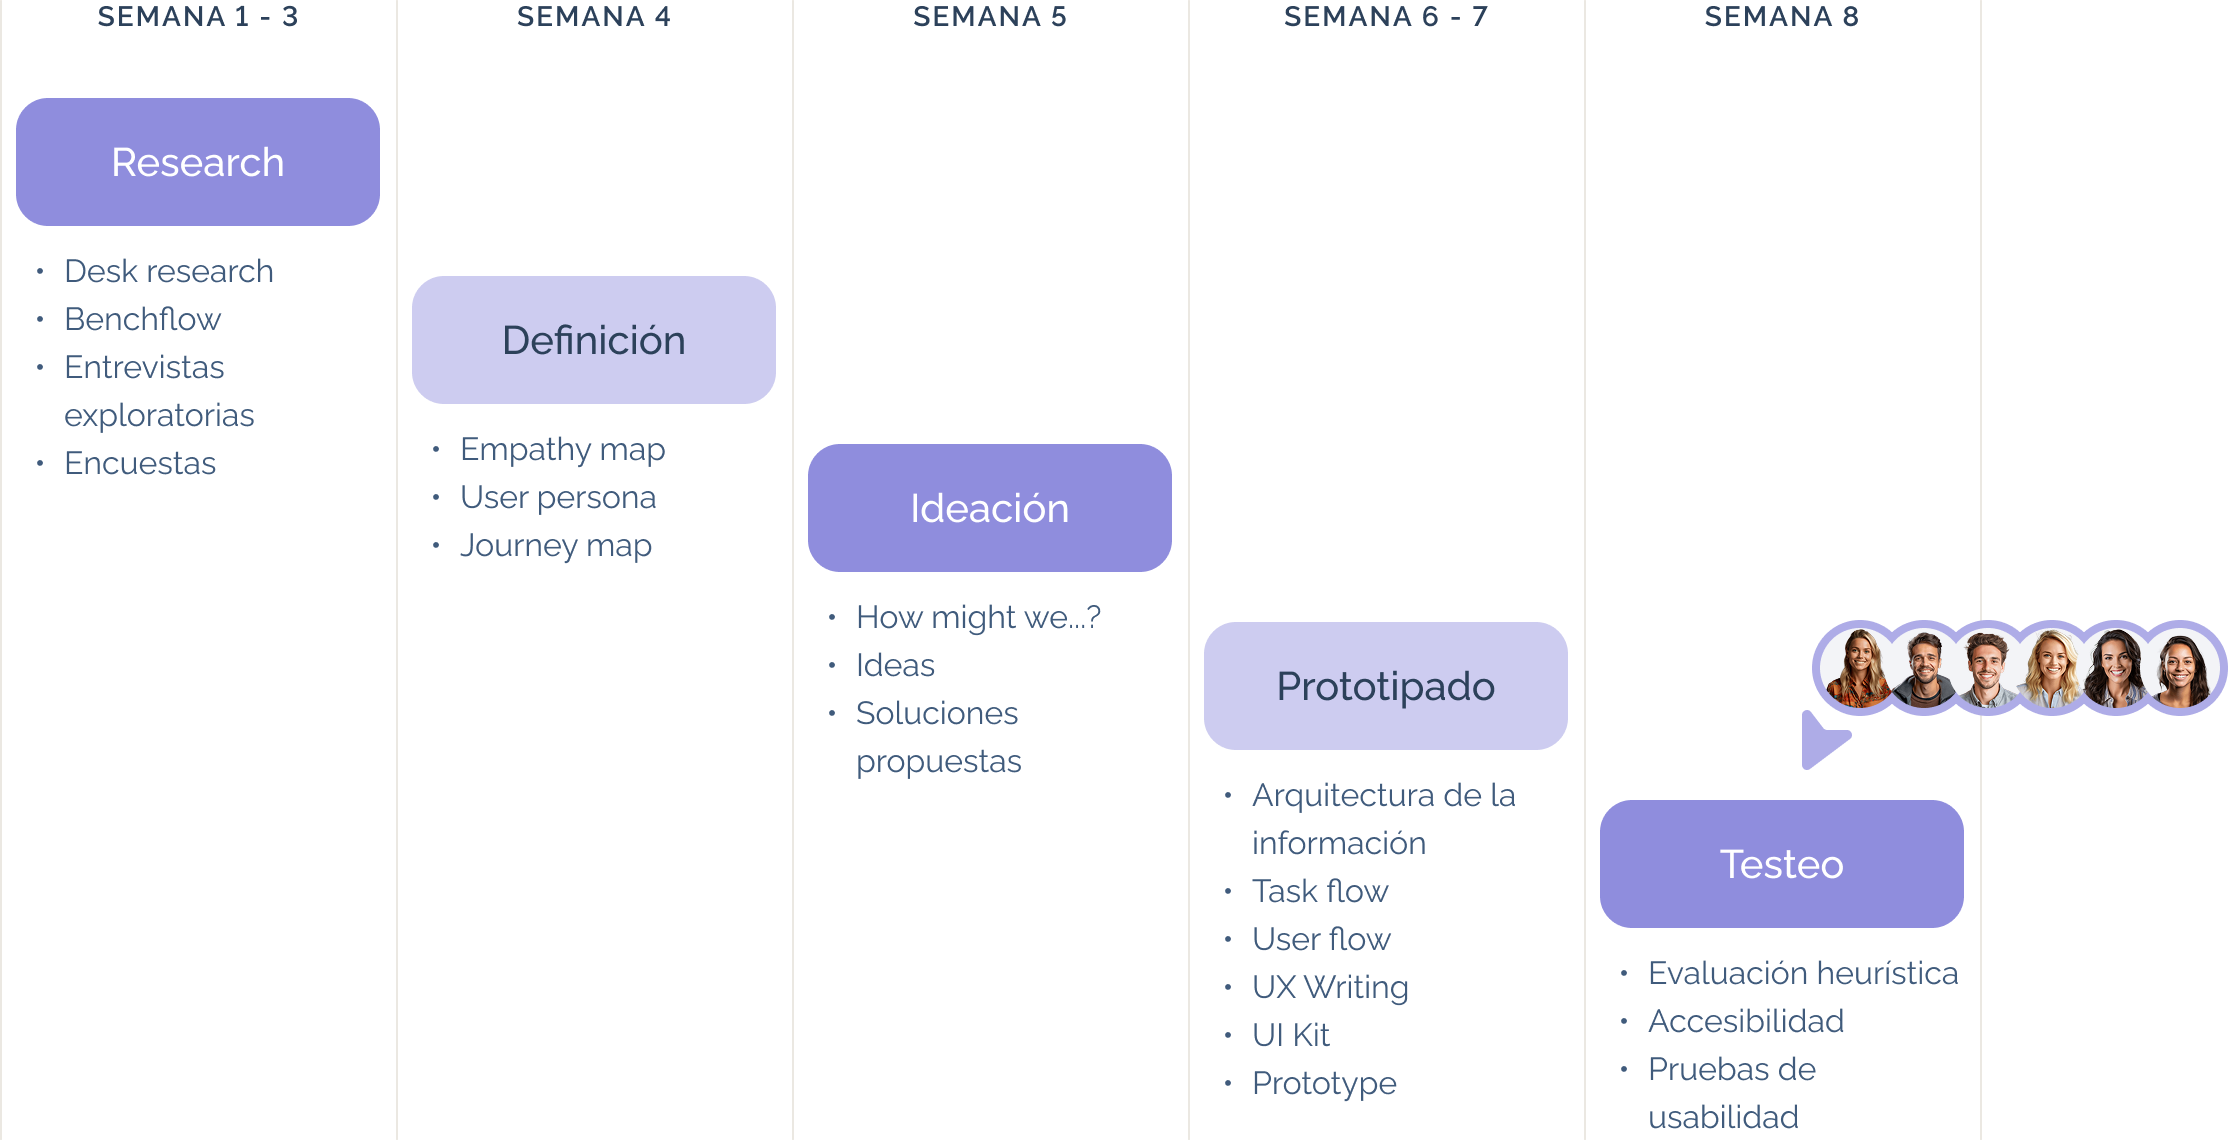 SEMANA 1 - 3
SEMANA 4
SEMANA 5
SEMANA 6 - 7
SEMANA 8
Research
• Desk research
• Benchflow
• Entrevistas
exploratorias
• Encuestas
Definición
• Empathy map
• User persona
• Journey map
Ideación
• How might we...?
• Ideas
• Soluciones
propuestas
Prototipado
• Arquitectura de la
información
• Task flow
• User flow
• UX Writing
• UI Kit
• Prototype
Testeo
• Evaluación heurística
• Accesibilidad
• Pruebas de
usabilidad